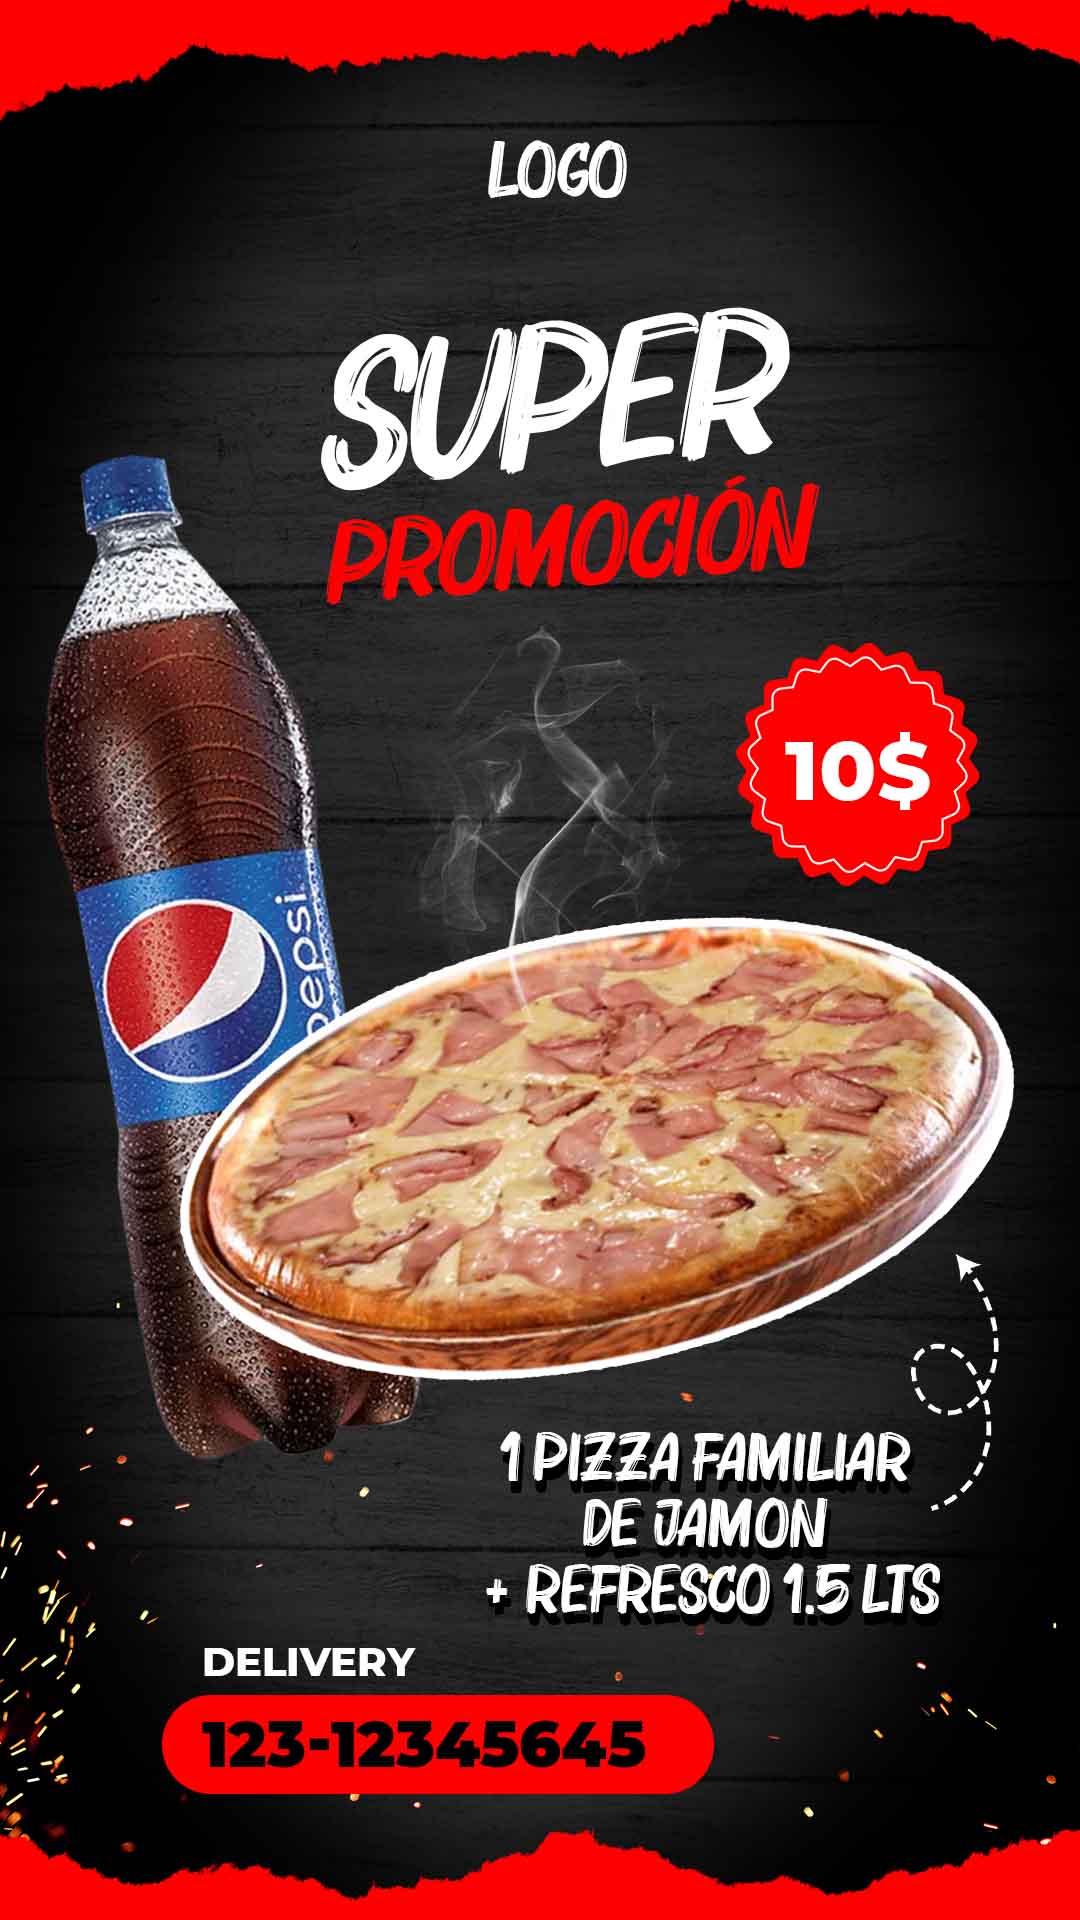 LOGO
SUPER
PROMOCIÓN
10$
pepsi
1 PIZZA FAMILIAR
DE JAMON
+ REFRESCO 1.5 LTS
DELIVERY
123-12345645